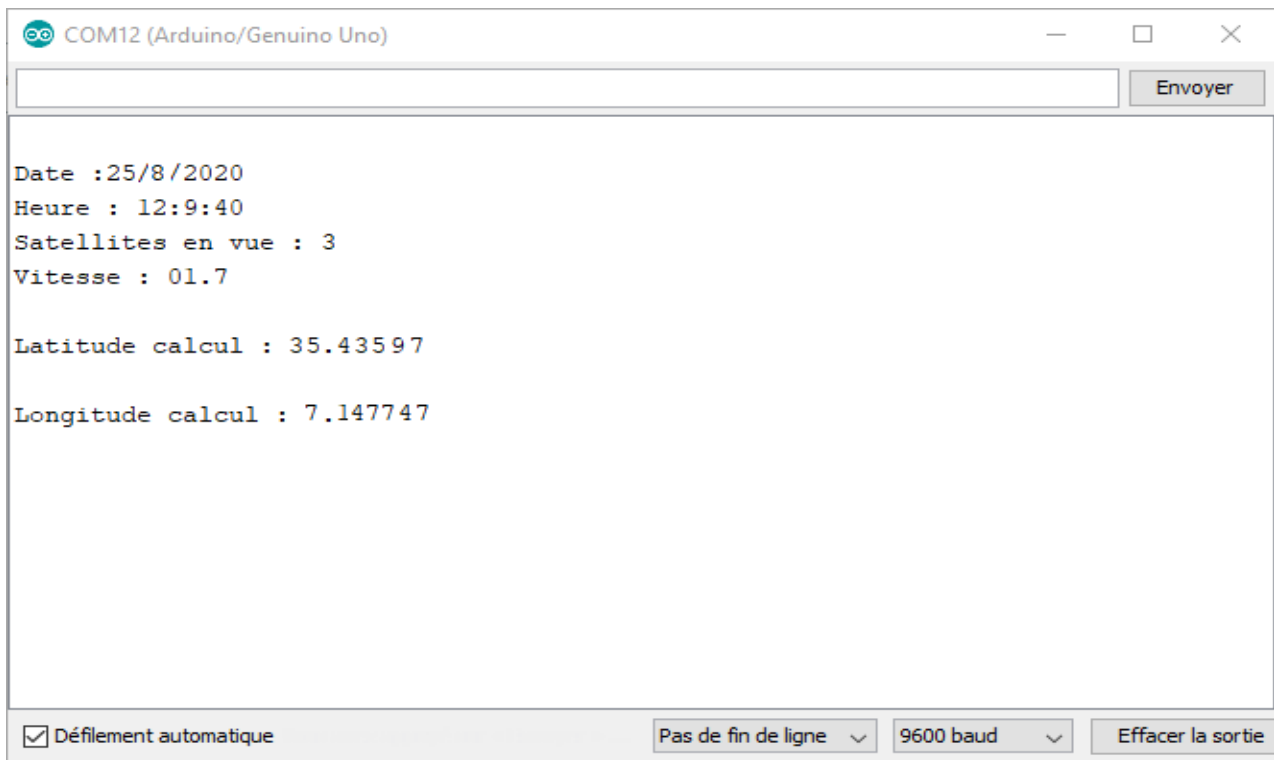 COM12 (Arduino/Genuino Uno)
Envoyer
Date :25/8/2020
Heure : 12:9:40
Satellites en vue : 3
Vitesse : 01.7
Latitude calcul : 35.43597
Longitude calcul : 7.147747
Défilement automatique
Pas de fin de ligne
9600 baud
Effacer la sortie